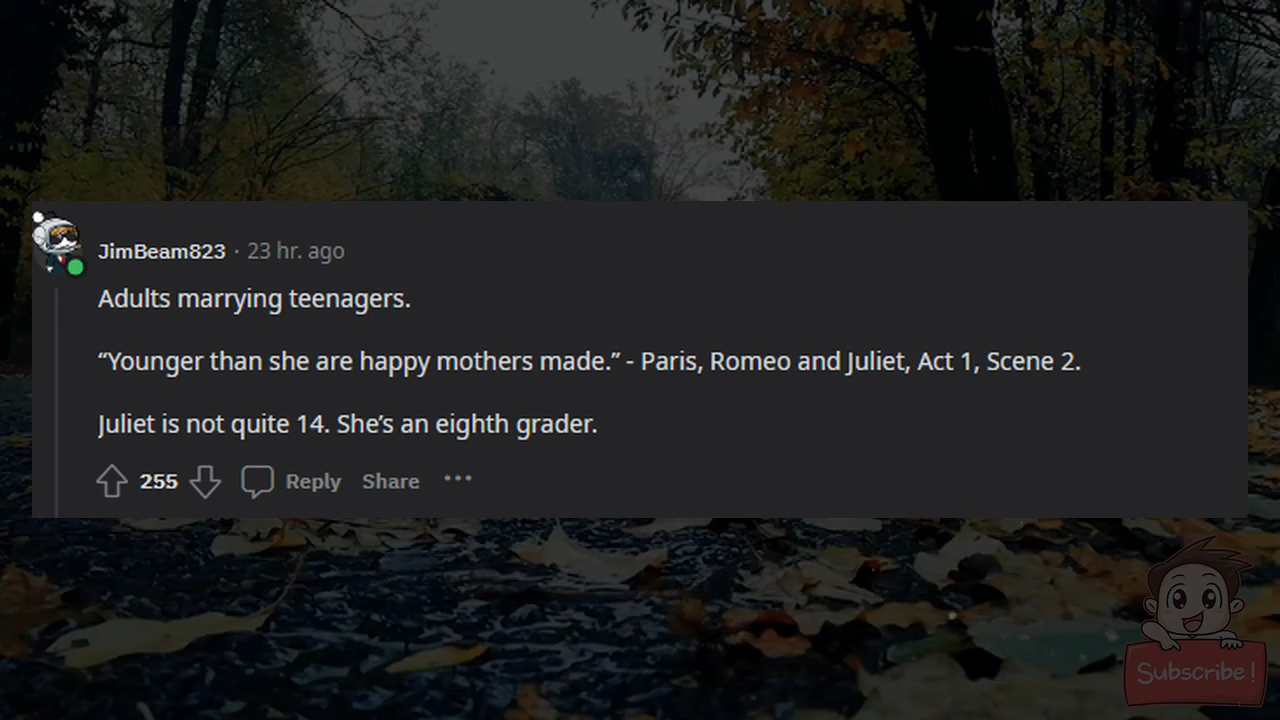 JimBeam823 · 23 hr. ago
Adults marrying teenagers.
“Younger than she are happy mothers made.” - Paris, Romeo and Juliet, Act 1, Scene 2.
Juliet is not quite 14. She’s an eighth grader.
255 Reply Share ···
Subscribe!